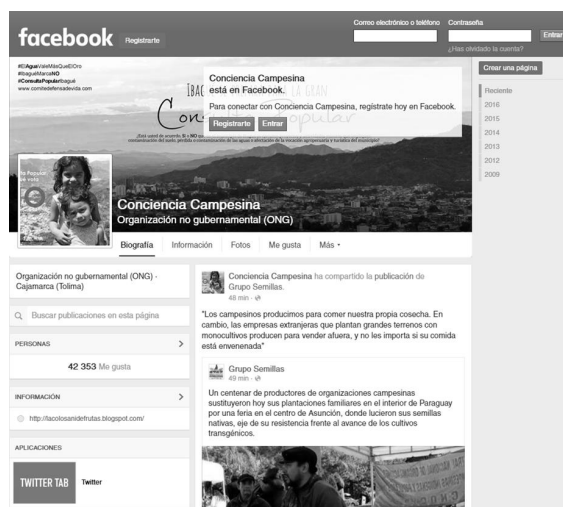 Correo electrónico o teléfono
Contraseña
facebook
Registrarte
Entrar
¿Has olvidado la cuenta?
#ElAguaValeMásQueElOro
#IbaguéMarcaNO
#ConsultaPopularIbagué
www.comitedefensadevida.com
Conciencia Campesina
está en Facebook.
Para conectar con Conciencia Campesina, regístrate hoy en Facebook.
Registrarte
Entrar
LA GRAN
Consulta Popular
Crear una página
Reciente
2016
2015
2014
2013
2012
2009
Conciencia Campesina
Organización no gubernamental (ONG)
Biografía
Información
Fotos
Me gusta
Más
Organización no gubernamental (ONG) ·
Cajamarca (Tolima)
Buscar publicaciones en esta página
PERSONAS
42 353 Me gusta
INFORMACIÓN
http://lacolosanidefrutas.blogspot.com/
APLICACIONES
TWITTER TAB
Twitter
Conciencia Campesina ha compartido la publicación de
Grupo Semillas.
48 min ·
"Los campesinos producimos para comer nuestra propia cosecha. En
cambio, las empresas extranjeras que plantan grandes terrenos con
monocultivos producen para vender afuera, y no les importa si su comida
está envenenada"
Grupo Semillas
49 min ·
Un centenar de productores de organizaciones campesinas
sustituyeron hoy sus plantaciones familiares en el interior de Paraguay
por una feria en el centro de Asunción, donde lucieron sus semillas
nativas, eje de su resistencia frente al avance de los cultivos
transgénicos.